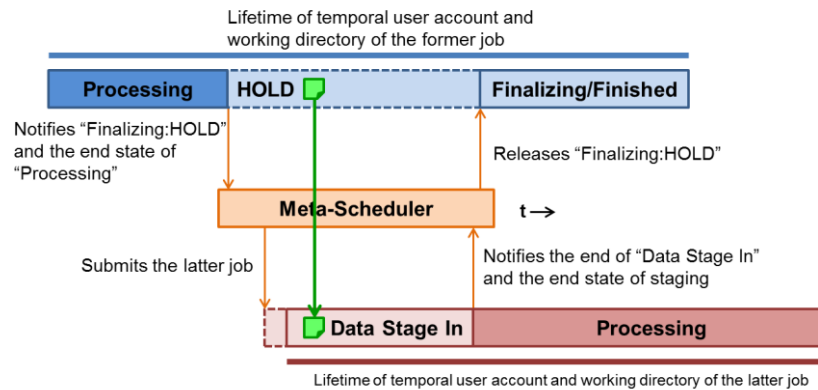 Lifetime of temporal user account and
working directory of the former job
Processing
HOLD
Finalizing/Finished
Notifies “Finalizing:HOLD”
and the end state of
“Processing”
Releases “Finalizing:HOLD”
Meta-Scheduler
t→
Submits the latter job
Notifies the end of “Data Stage In”
and the end state of staging
Data Stage In
Processing
Lifetime of temporal user account and working directory of the latter job